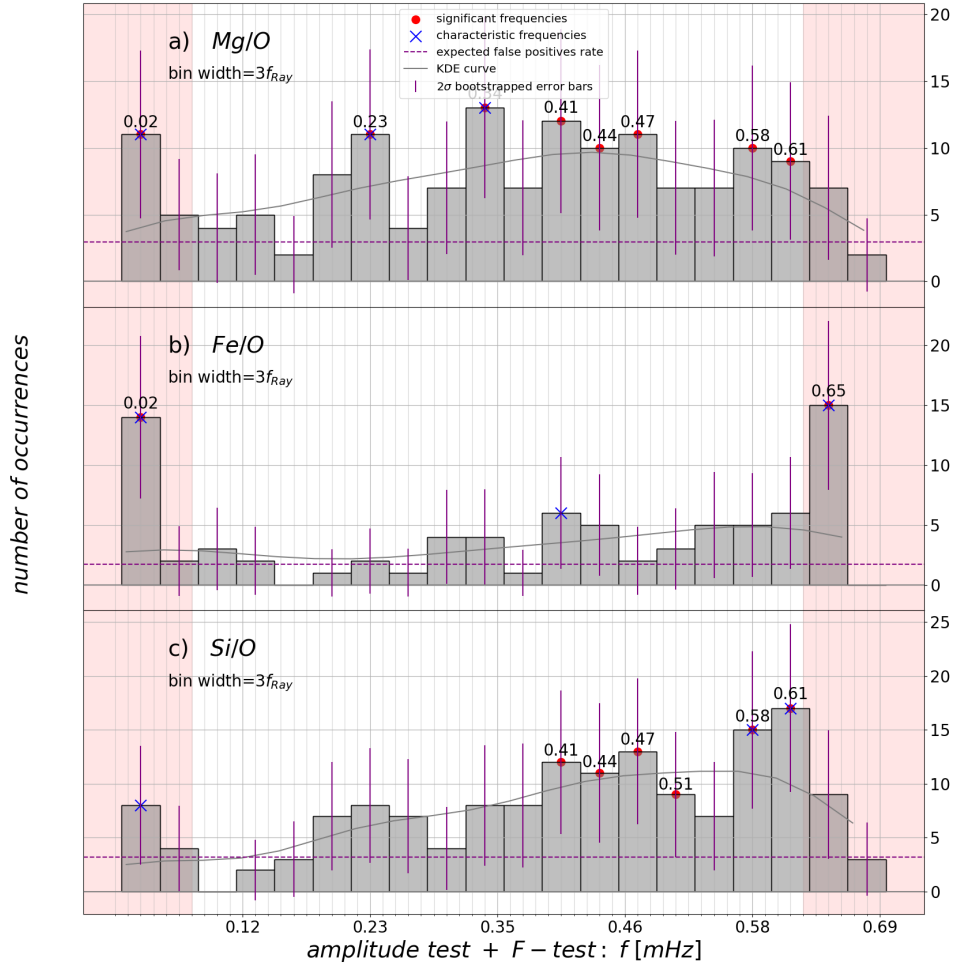 significant frequencies
characteristic frequencies
expected false positives rate
KDE curve
2σ bootstrapped error bars
a) Mg/O
bin width=3f_Ray
0.02
0.23
0.34
0.41
0.44
0.47
0.58
0.61
20
15
10
5
0
b) Fe/O
bin width=3f_Ray
0.02
0.65
20
15
10
5
0
number of occurrences
c) Si/O
bin width=3f_Ray
0.41
0.44
0.47
0.51
0.58
0.61
25
20
15
10
5
0
0.12 0.23 0.35 0.46 0.58 0.69
amplitude test + F − test: f [mHz]